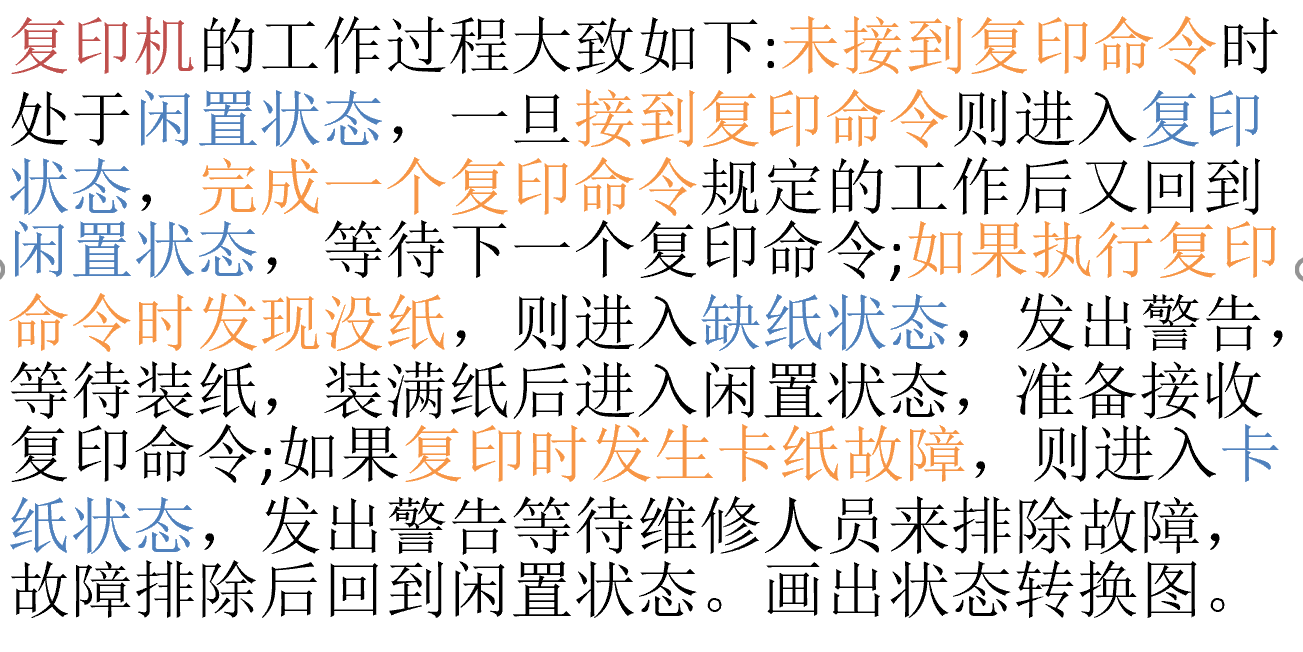 复印机的工作过程大致如下:未接到复印命令时
处于闲置状态，一旦接到复印命令则进入复印
状态，完成一个复印命令规定的工作后又回到
闲置状态，等待下一个复印命令;如果执行复印
命令时发现没纸，则进入缺纸状态，发出警告，
等待装纸，装满纸后进入闲置状态，准备接收
复印命令;如果复印时发生卡纸故障，则进入卡
纸状态，发出警告等待维修人员来排除故障，
故障排除后回到闲置状态。画出状态转换图。